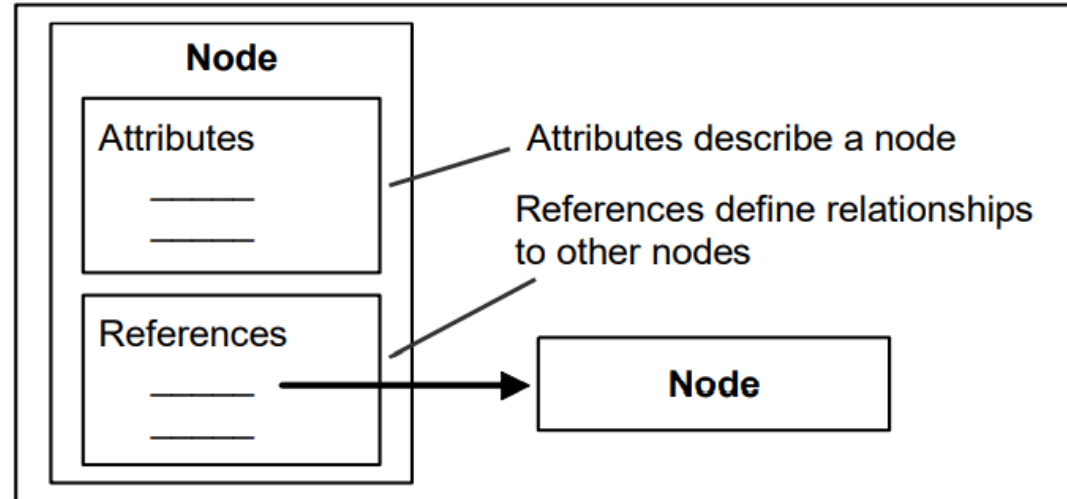 Node
Attributes
Attributes describe a node
References define relationships
to other nodes
References
Node